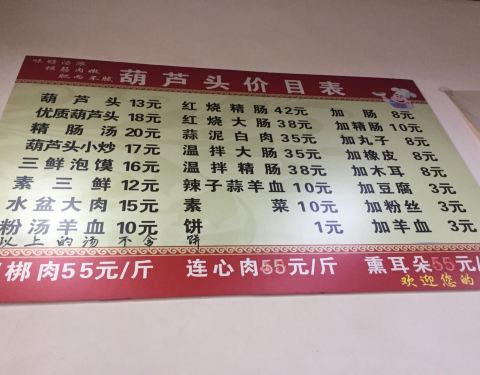 味醇汤浓
筋肉嫩
肥而不腻
葫芦头价目表
葫芦头 13元 红烧精肠 42元 加肠 8元
优质葫芦头 18元 红烧大肠 38元 加精肠 10元
精肠汤 20元 蒜泥白肉 35元 加丸子 8元
葫芦头小炒 17元 温拌大肠 35元 加橡皮 8元
三鲜泡馍 16元 温拌精肠 38元 加木耳 8元
素三鲜 12元 辣子蒜羊血 10元 加豆腐 3元
水盆大肉 15元 素菜 10元 加粉丝 3元
粉汤羊血 10元 饼 1元 加羊血 3元
以上的汤不含饼
梆肉55元/斤 连心肉55元/斤 熏耳朵55元/
欢迎您的